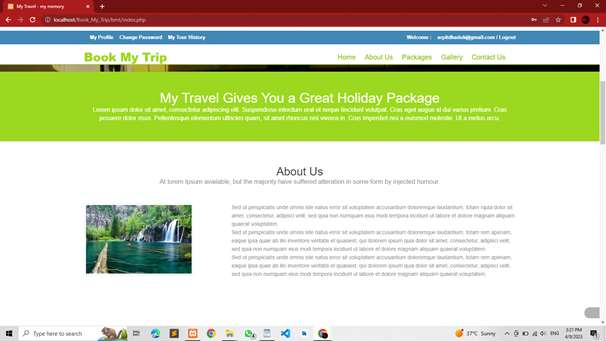 My Travel - my memory
localhost/Book_My_Trip/bmt/index.php
My Profile Change Password My Tour History
Welcome : arpitdhaduk@gmail.com / Logout
Book My Trip
Home About Us Packages Gallery Contact Us
My Travel Gives You a Great Holiday Package
Lorem ipsum dolor sit amet, consectetur adipiscing elit. Suspendisse interdum erat et neque tincidunt volutpat. Cras eget augue id dui varius pretium. Cras
posuere dolor risus. Pellentesque elementum ultricies quam, sit amet rhoncus nisl viverra in. Cras imperdiet nisi a euismod molestie. Ut a metus arcu.
About Us
At lorem Ipsum available, but the majority have suffered alteration in some form by injected humour
Sed ut perspiciatis unde omnis iste natus error sit voluptatem accusantium doloremque laudantium, totam ropia dolor sit
amet, consectetur, adipisci velit, sed quia non numquam eius modi tempora incidunt ut labore et dolore magnam aliquam
quaerat voluptatem.
Sed ut perspiciatis unde omnis iste natus error sit voluptatem accusantium doloremque laudantium, totam rem aperiam,
eaque ipsa quae ab illo inventore veritatis et quaeset, qui dolorem ipsum quia dolor sit amet, consectetur, adipisci velit,
sed quia non numquam eius modi tempora incidunt ut labore et dolore magnam aliquam quaerat voluptatem.
Sed ut perspiciatis unde omnis iste natus error sit voluptatem accusantium doloremque laudantium, totam rem aperiam,
eaque ipsa quae ab illo inventore veritatis et quaeset, qui dolorem ipsum quia dolor sit amet, consectetur, adipisci velit,
sed quia non numquam eius modi tempora incidunt ut labore et dolore magnam aliquam quaerat voluptatem.
Type here to search
37°C Sunny
ENG
3:21 PM
4/9/2023